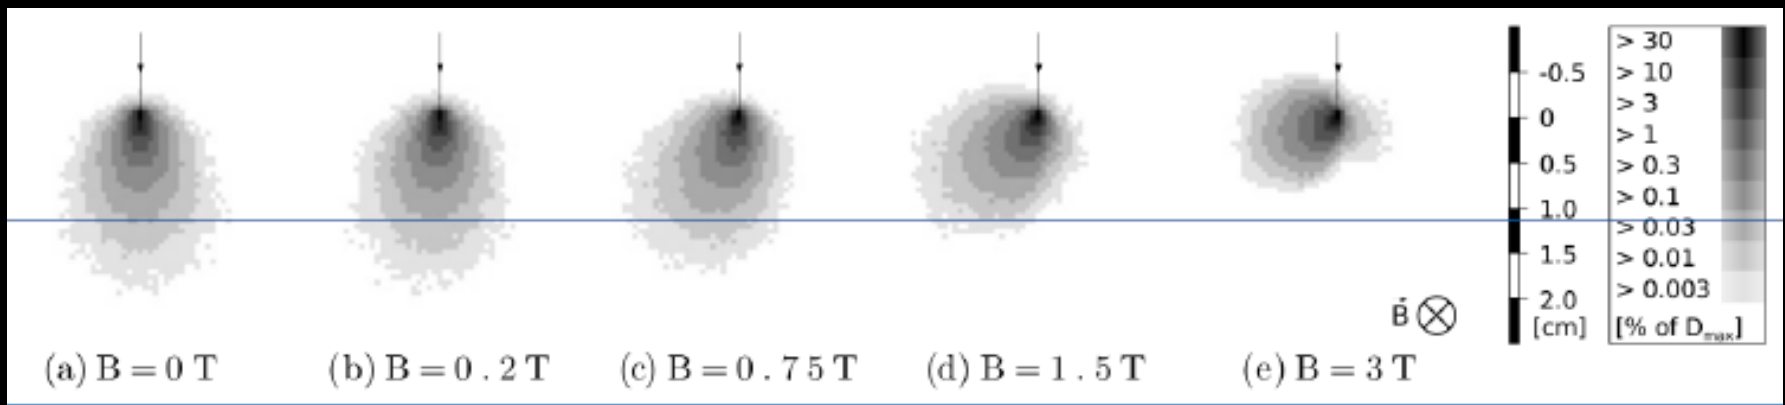 (a) B = 0 T
(b) B = 0 . 2 T
(c) B = 0 . 7 5 T
(d) B = 1 . 5 T
(e) B = 3 T
B⃗ ⊗
-0.5
0
0.5
1.0
1.5
2.0
[cm]
> 30
> 10
> 3
> 1
> 0.3
> 0.1
> 0.03
> 0.01
> 0.003
[% of Dmax]